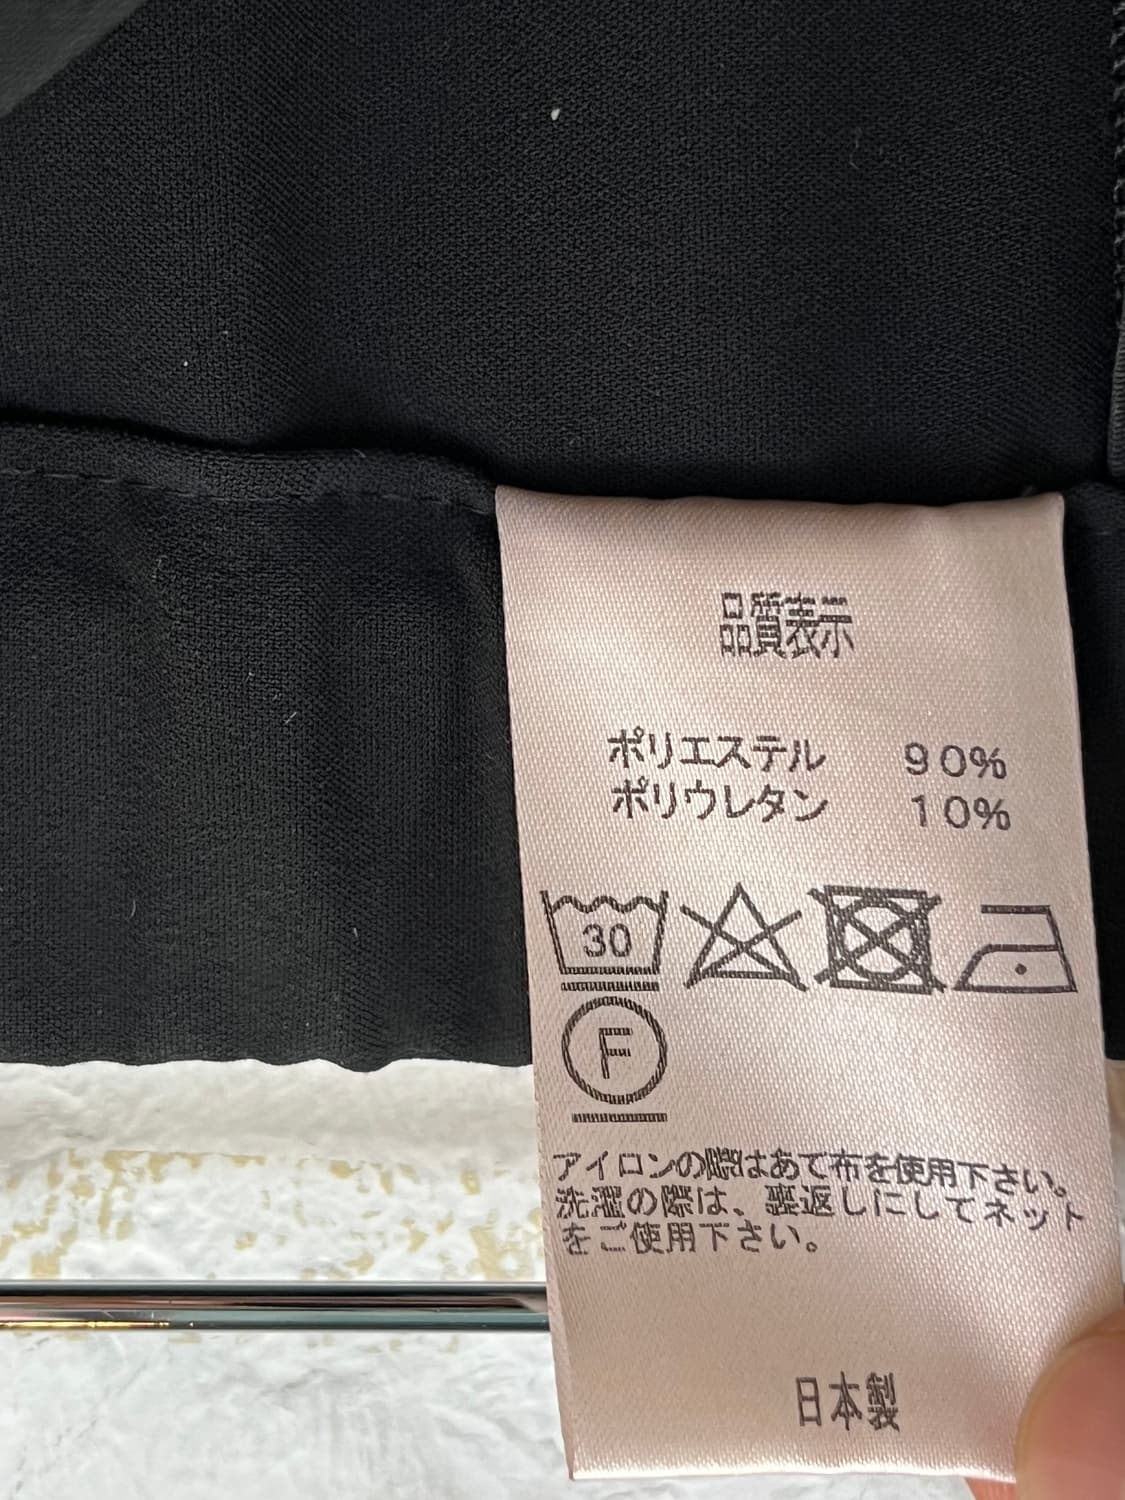 品質表示
ポリエステル 90%
ポリウレタン 10%
30
F
アイロンの際はあて布を使用下さい。
洗濯の際は、裏返しにしてネット
をご使用下さい。
日本製